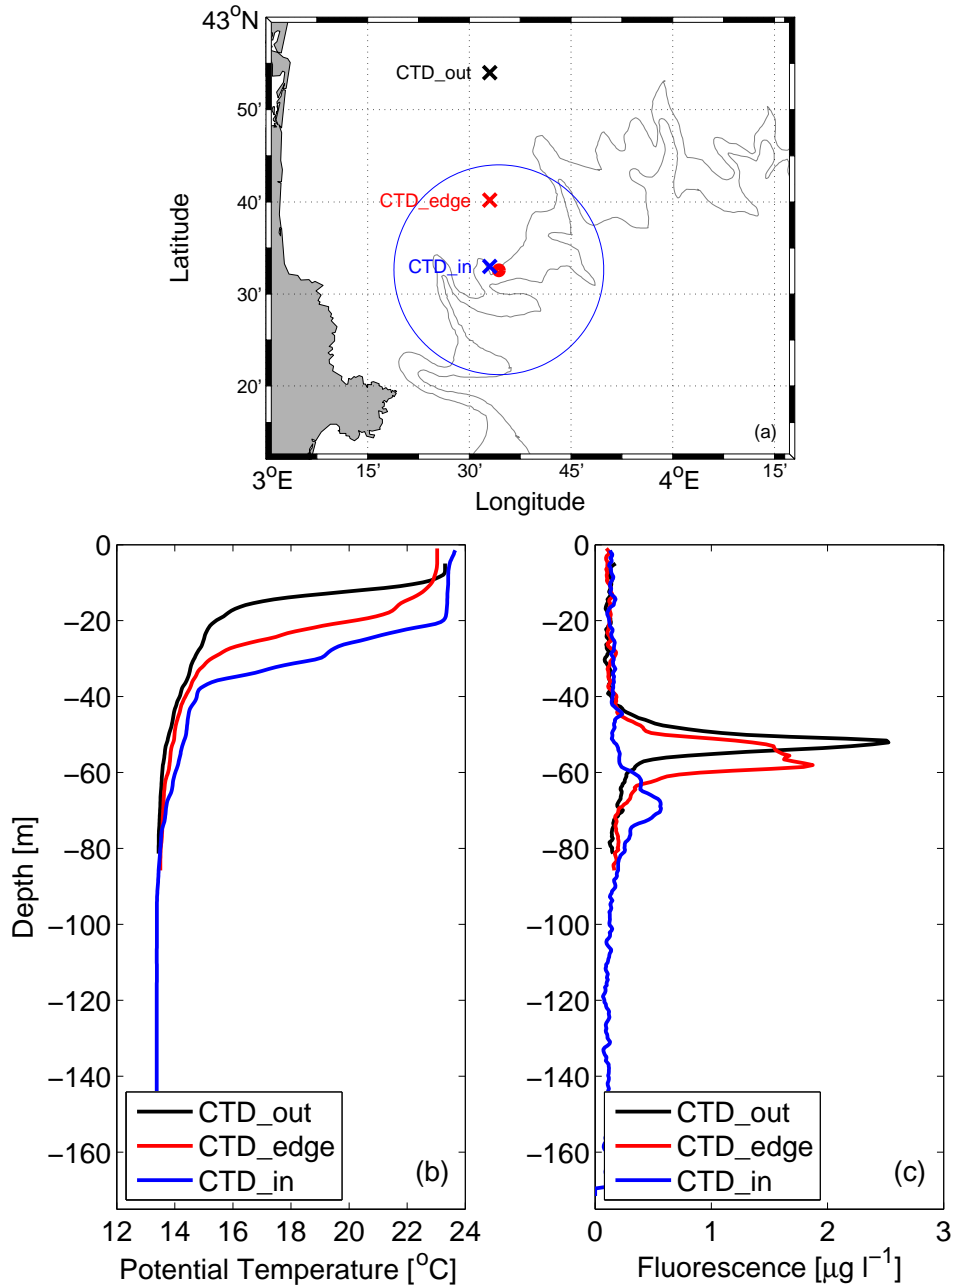 43°N
CTD_out
50'
CTD_edge
40'
CTD_in
30'
20'
Latitude
(a)
3°E 15' 30' 45' 4°E 15'
Longitude
0
−20
−40
−60
−80
−100
−120
−140
−160
Depth [m]
CTD_out
CTD_edge
CTD_in
(b)
12 14 16 18 20 22 24
Potential Temperature [°C]
0
−20
−40
−60
−80
−100
−120
−140
−160
CTD_out
CTD_edge
CTD_in
(c)
0 1 2 3
Fluorescence [µg l⁻¹]